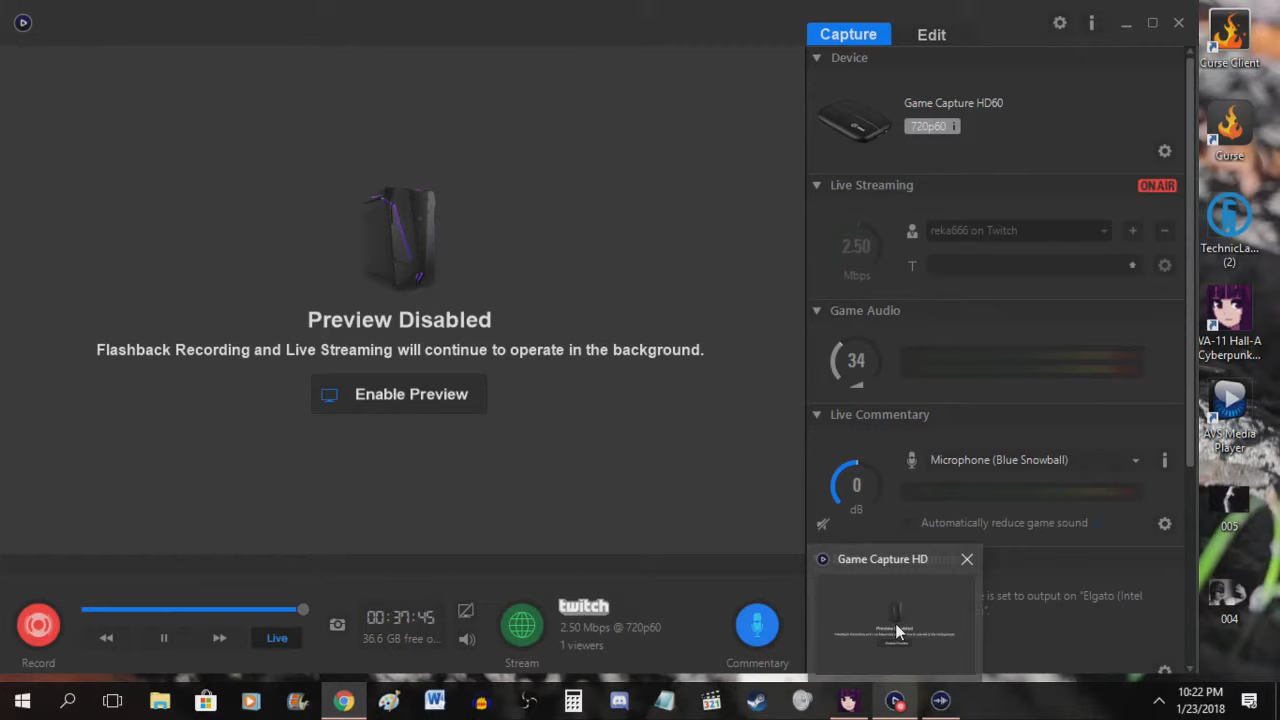 Capture
Edit
Device
Game Capture HD60
720p60 i
Live Streaming
ON AIR
2.50
Mbps
reka666 on Twitch
T
Game Audio
34
Live Commentary
Microphone (Blue Snowball)
0
dB
Automatically reduce game sound
Preview Disabled
Flashback Recording and Live Streaming will continue to operate in the background.
Enable Preview
Game Capture HD
Preview Disabled
e is set to output on "Elgato (Intel
Record
Live
00:37:45
36.6 GB free o...
Stream
twitch
2.50 Mbps @ 720p60
1 viewers
Commentary
Curse Client
Curse
TechnicLa...
(2)
VA-11 Hall-A
Cyberpunk...
AVS Media
Player
005
004
321
10:22 PM
1/23/2018